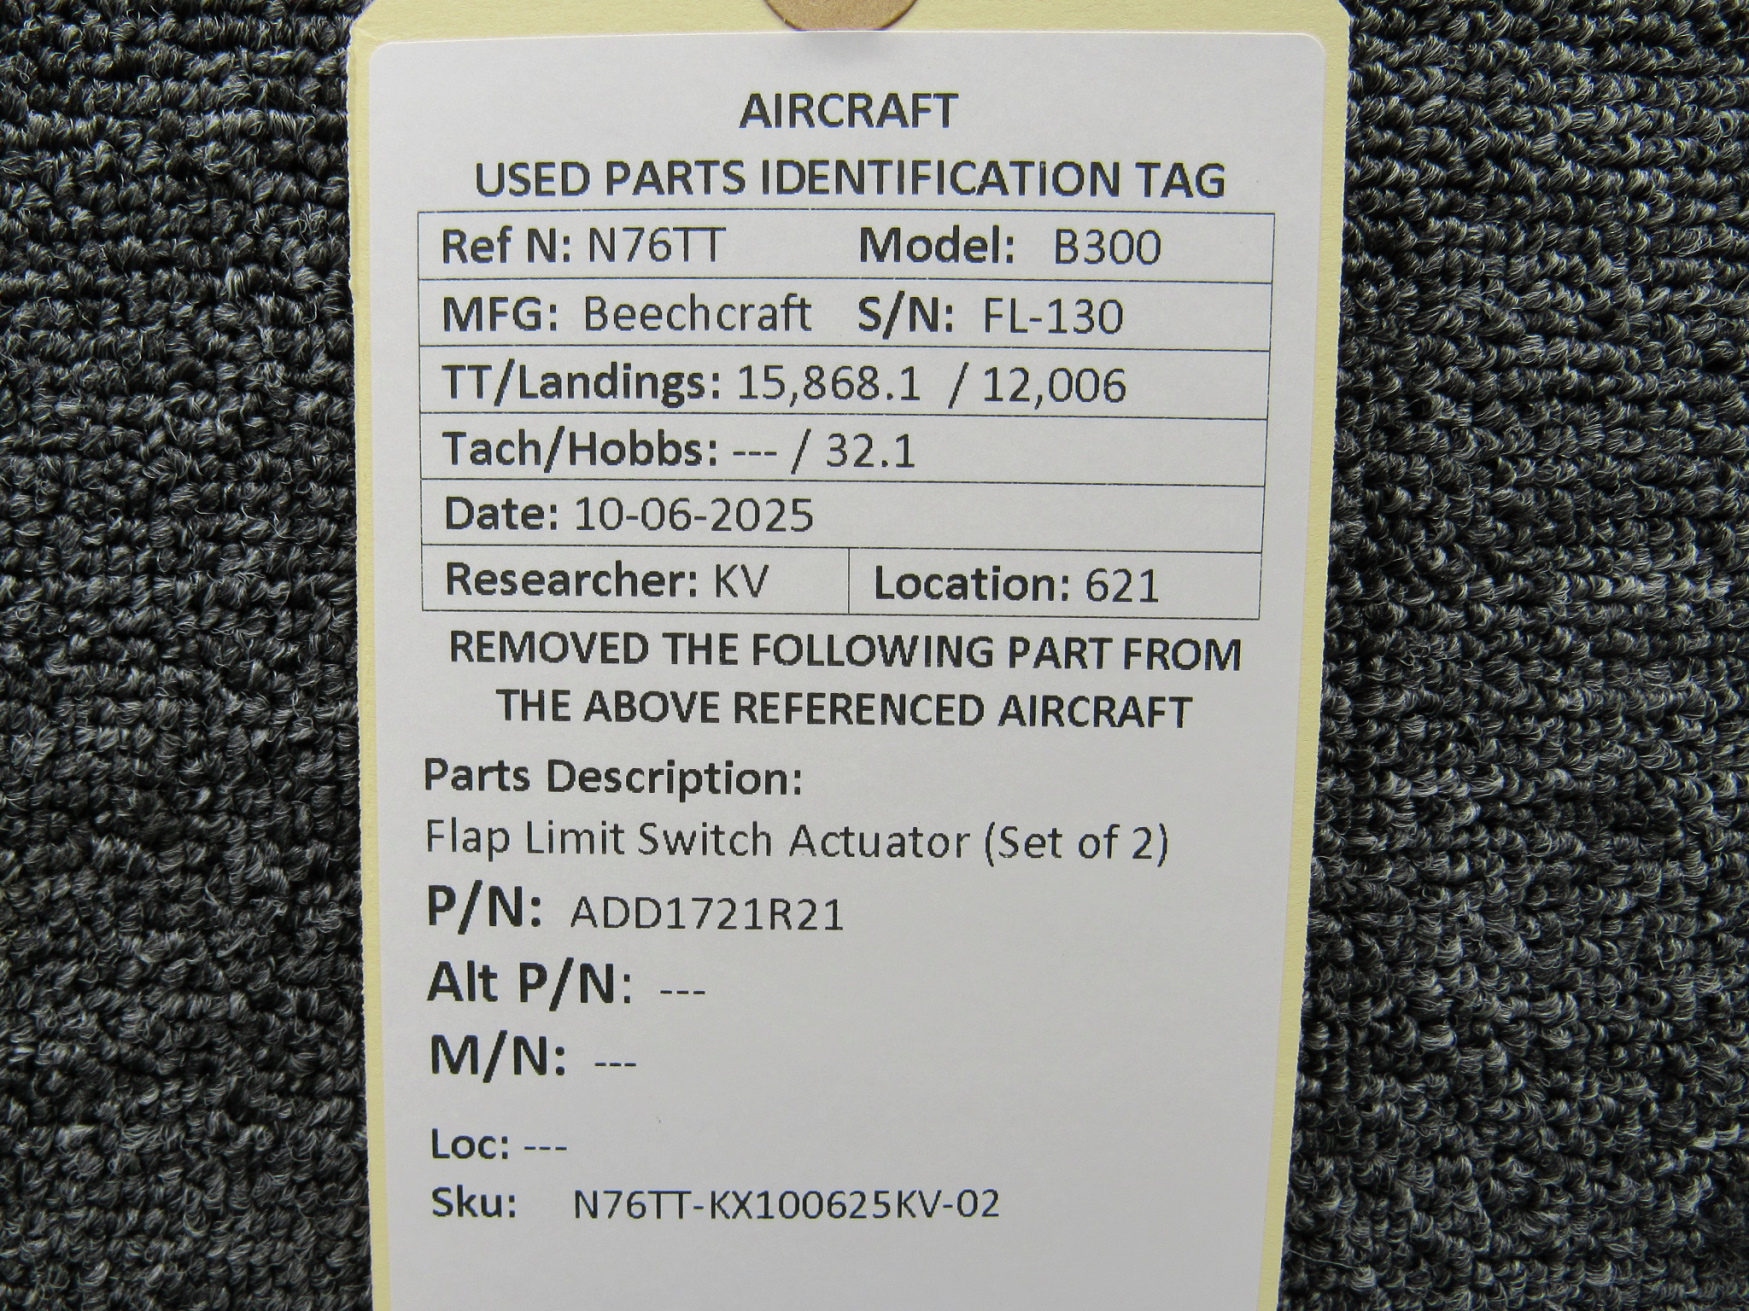 AIRCRAFT
USED PARTS IDENTIFICATION TAG
Ref N: N76TT Model: B300
MFG: Beechcraft S/N: FL-130
TT/Landings: 15,868.1 / 12,006
Tach/Hobbs: --- / 32.1
Date: 10-06-2025
Researcher: KV Location: 621
REMOVED THE FOLLOWING PART FROM
THE ABOVE REFERENCED AIRCRAFT
Parts Description:
Flap Limit Switch Actuator (Set of 2)
P/N: ADD1721R21
Alt P/N: ---
M/N: ---
Loc: ---
Sku: N76TT-KX100625KV-02